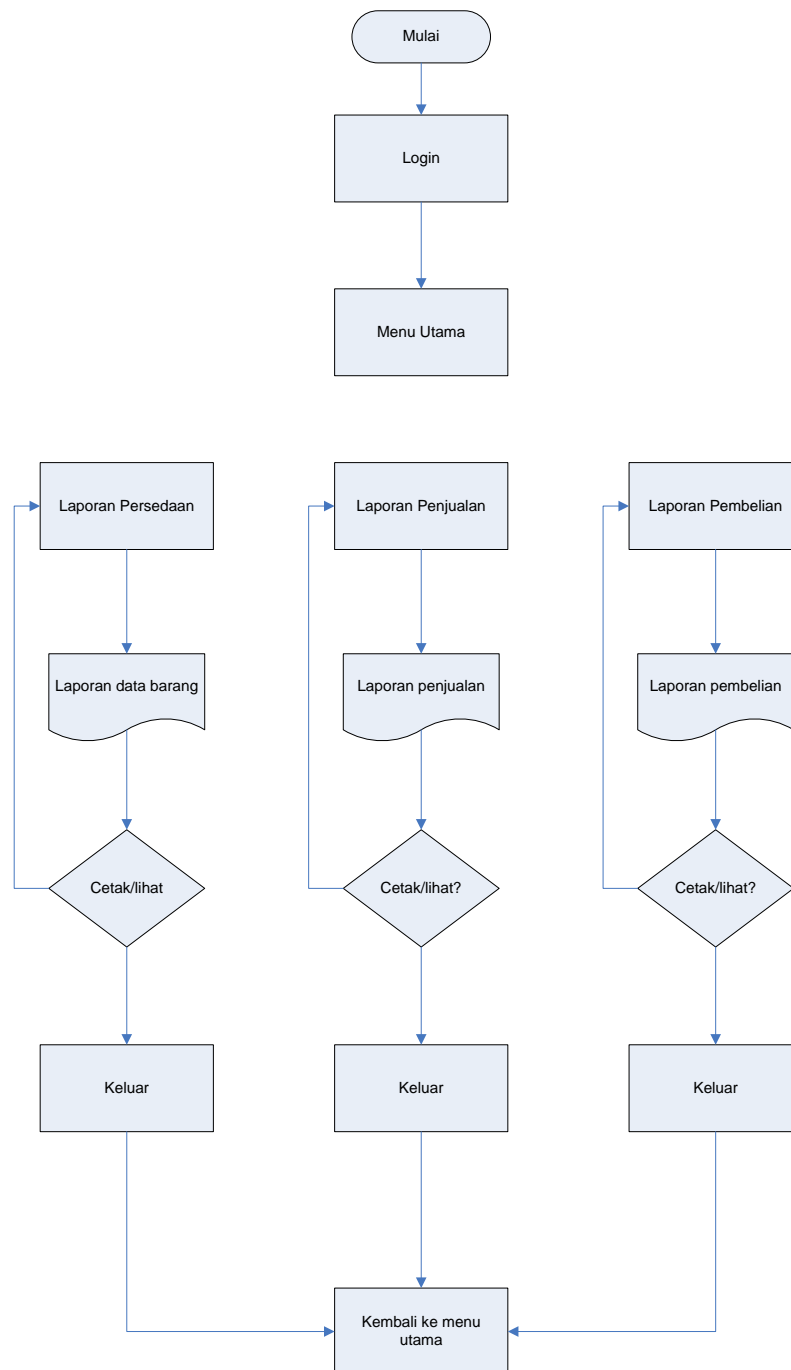 Mulai
Login
Menu Utama
Laporan Persedaan
Laporan Penjualan
Laporan Pembelian
Laporan data barang
Laporan penjualan
Laporan pembelian
Cetak/lihat
Cetak/lihat?
Cetak/lihat?
Keluar
Keluar
Keluar
Kembali ke menu
utama